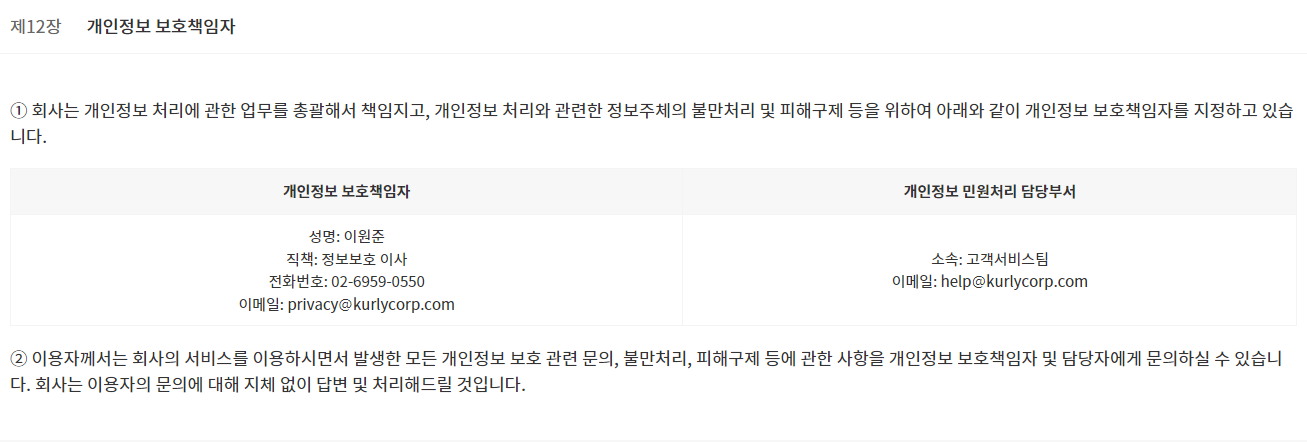 제12장 개인정보 보호책임자
① 회사는 개인정보 처리에 관한 업무를 총괄해서 책임지고, 개인정보 처리와 관련한 정보주체의 불만처리 및 피해구제 등을 위하여 아래와 같이 개인정보 보호책임자를 지정하고 있습
니다.
개인정보 보호책임자
성명: 이원준
직책: 정보보호 이사
전화번호: 02-6959-0550
이메일: privacy@kurlycorp.com
개인정보 민원처리 담당부서
소속: 고객서비스팀
이메일: help@kurlycorp.com
② 이용자께서는 회사의 서비스를 이용하시면서 발생한 모든 개인정보 보호 관련 문의, 불만처리, 피해구제 등에 관한 사항을 개인정보 보호책임자 및 담당자에게 문의하실 수 있습니
다. 회사는 이용자의 문의에 대해 지체 없이 답변 및 처리해드릴 것입니다.